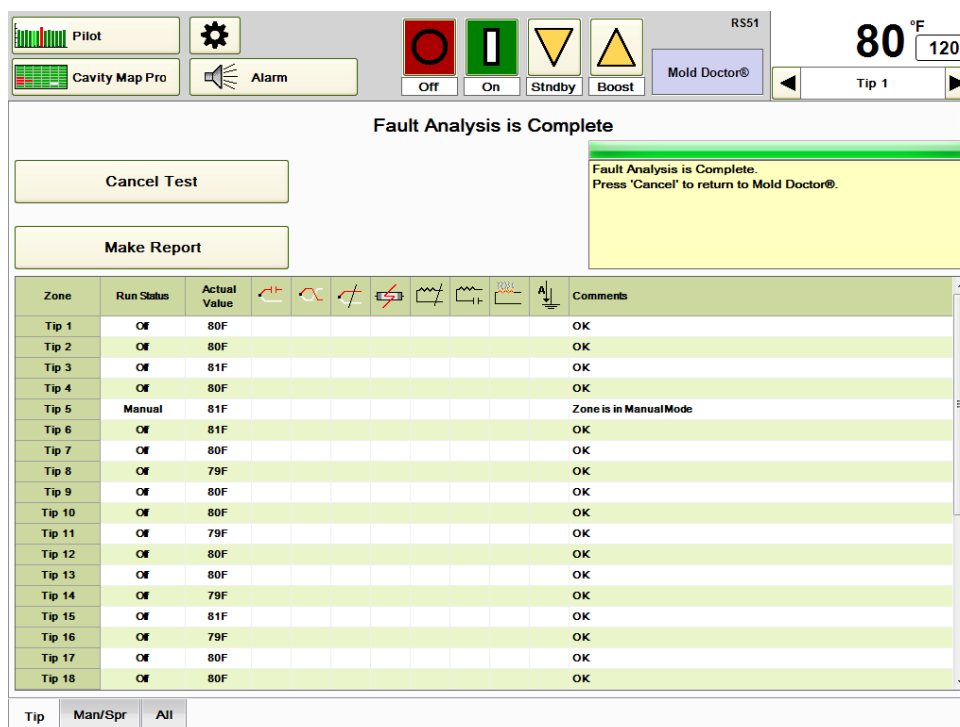 Pilot
RS51
80 °F
120
Cavity Map Pro
Alarm
Mold Doctor®
Tip 1
Off
On
Stndby
Boost
Fault Analysis is Complete
Cancel Test
Fault Analysis is Complete.
Press 'Cancel' to return to Mold Doctor®.
Make Report
Zone Run Status Actual Value A Comments
Tip 1 Off 80F OK
Tip 2 Off 80F OK
Tip 3 Off 81F OK
Tip 4 Off 80F OK
Tip 5 Manual 81F Zone is in Manual Mode
Tip 6 Off 81F OK
Tip 7 Off 80F OK
Tip 8 Off 79F OK
Tip 9 Off 80F OK
Tip 10 Off 80F OK
Tip 11 Off 79F OK
Tip 12 Off 80F OK
Tip 13 Off 80F OK
Tip 14 Off 79F OK
Tip 15 Off 81F OK
Tip 16 Off 79F OK
Tip 17 Off 80F OK
Tip 18 Off 80F OK
Tip Man/Spr All